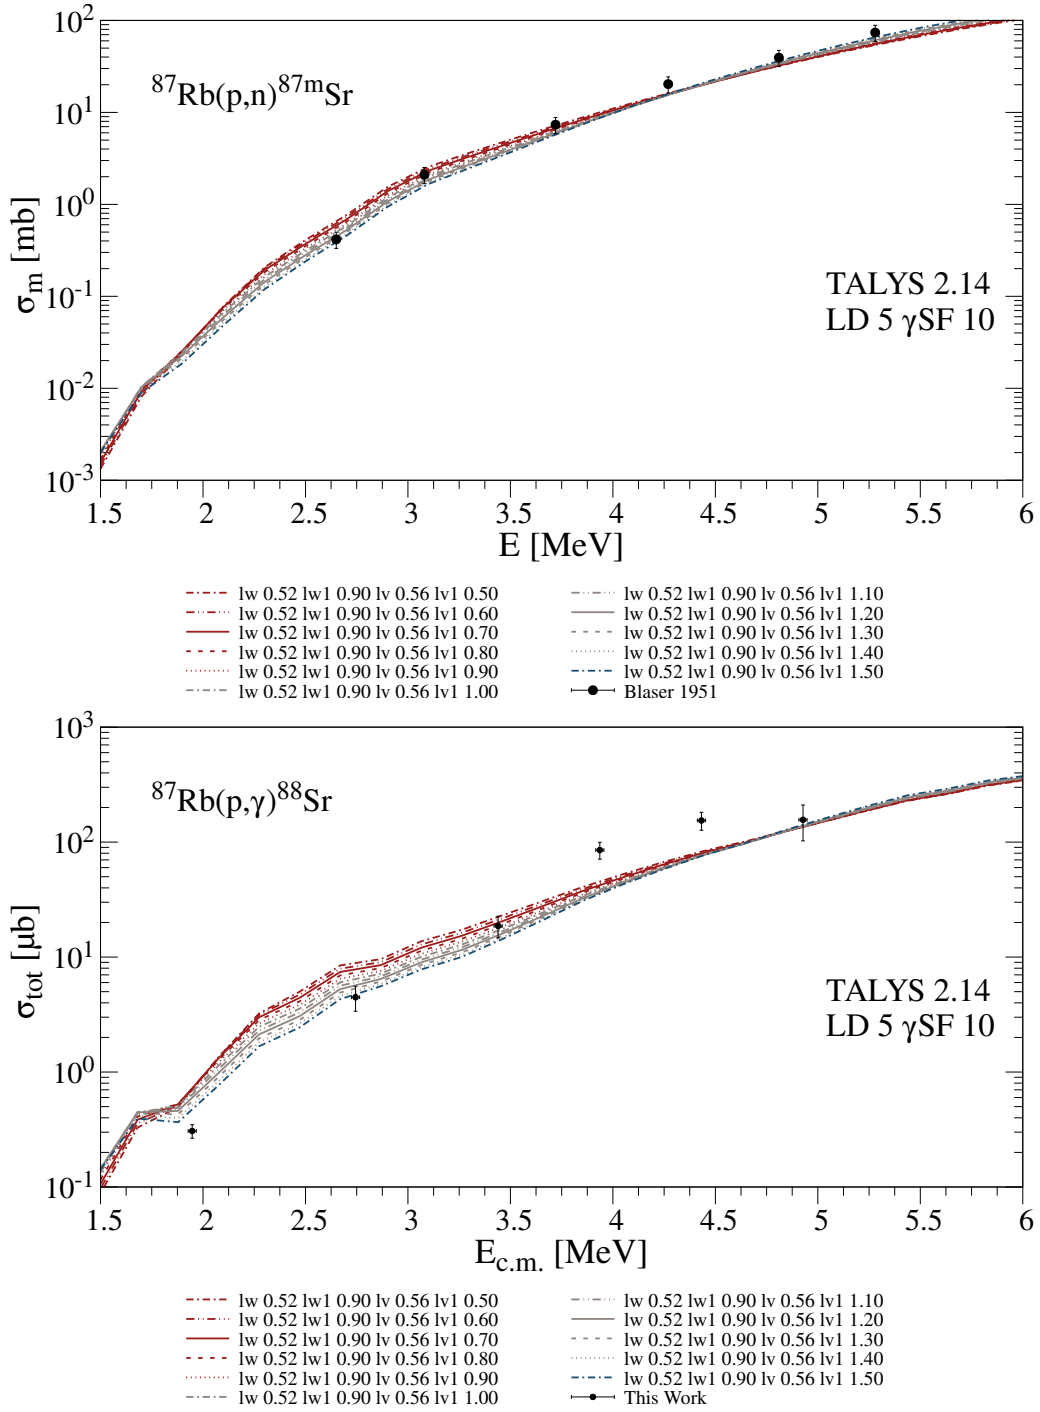 10²
10¹
10⁰
10⁻¹
10⁻²
10⁻³
σm [mb]
⁸⁷Rb(p,n)⁸⁷ᵐSr
TALYS 2.14
LD 5 γSF 10
1.5 2 2.5 3 3.5 4 4.5 5 5.5 6
E [MeV]
lw 0.52 lw1 0.90 lv 0.56 lv1 0.50
lw 0.52 lw1 0.90 lv 0.56 lv1 0.60
lw 0.52 lw1 0.90 lv 0.56 lv1 0.70
lw 0.52 lw1 0.90 lv 0.56 lv1 0.80
lw 0.52 lw1 0.90 lv 0.56 lv1 0.90
lw 0.52 lw1 0.90 lv 0.56 lv1 1.00
lw 0.52 lw1 0.90 lv 0.56 lv1 1.10
lw 0.52 lw1 0.90 lv 0.56 lv1 1.20
lw 0.52 lw1 0.90 lv 0.56 lv1 1.30
lw 0.52 lw1 0.90 lv 0.56 lv1 1.40
lw 0.52 lw1 0.90 lv 0.56 lv1 1.50
Blaser 1951
10³
10²
10¹
10⁰
10⁻¹
σtot [μb]
⁸⁷Rb(p,γ)⁸⁸Sr
TALYS 2.14
LD 5 γSF 10
1.5 2 2.5 3 3.5 4 4.5 5 5.5 6
Ec.m. [MeV]
lw 0.52 lw1 0.90 lv 0.56 lv1 0.50
lw 0.52 lw1 0.90 lv 0.56 lv1 0.60
lw 0.52 lw1 0.90 lv 0.56 lv1 0.70
lw 0.52 lw1 0.90 lv 0.56 lv1 0.80
lw 0.52 lw1 0.90 lv 0.56 lv1 0.90
lw 0.52 lw1 0.90 lv 0.56 lv1 1.00
lw 0.52 lw1 0.90 lv 0.56 lv1 1.10
lw 0.52 lw1 0.90 lv 0.56 lv1 1.20
lw 0.52 lw1 0.90 lv 0.56 lv1 1.30
lw 0.52 lw1 0.90 lv 0.56 lv1 1.40
lw 0.52 lw1 0.90 lv 0.56 lv1 1.50
This Work